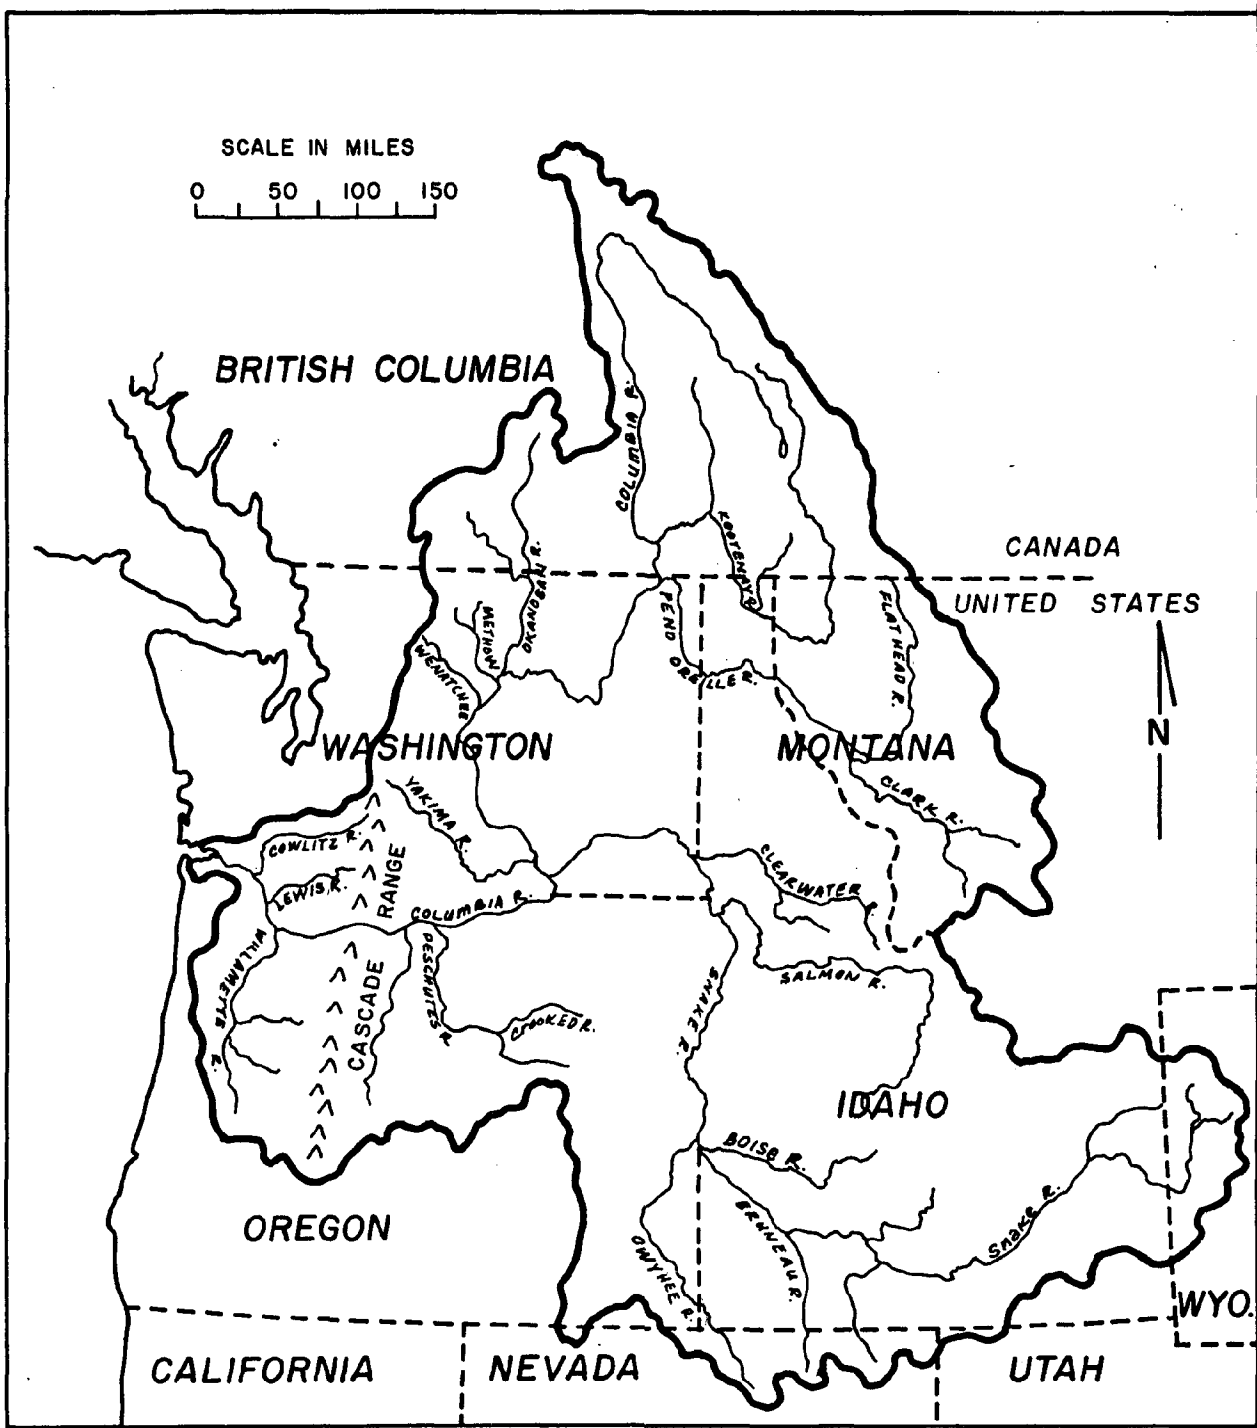 SCALE IN MILES
0 50 100 150
BRITISH COLUMBIA
COLUMBIA R.
KOOTENAY R.
OKANOGAN R.
CANADA
UNITED STATES
METHOW
WENATCHEE
PEND OREILLE R.
FLATHEAD R.
N
WASHINGTON
MONTANA
YAKIMA R.
CLARK R.
COWLITZ R.
LEWIS R.
CASCADE RANGE
COLUMBIA R.
CLEARWATER
WILLAMETTE R.
DESCHUTES R.
CROOKED R.
SNAKE R.
SALMON R.
IDAHO
BOISE R.
BRUNEAU R.
OWYHEE R.
SNAKE R.
OREGON
WYO.
CALIFORNIA
NEVADA
UTAH